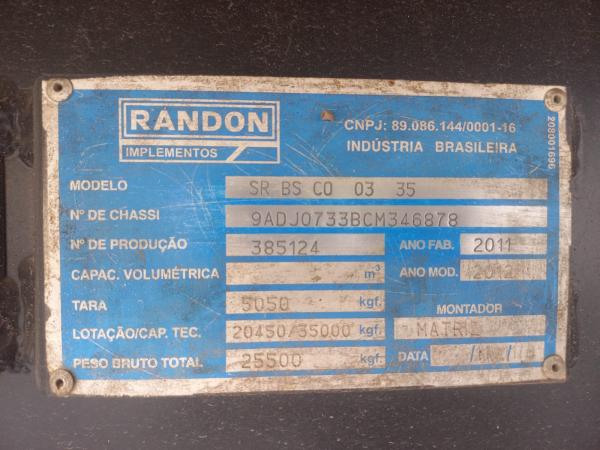 RANDON
IMPLEMENTOS
CNPJ: 89.086.144/0001-16
INDÚSTRIA BRASILEIRA
208001696
MODELO SR BS CO 03 35
Nº DE CHASSI 9ADJ0733BCM346878
Nº DE PRODUÇÃO 385124 ANO FAB. 2011
CAPAC. VOLUMÉTRICA m³ ANO MOD. 2012
TARA 5050 kgf. MONTADOR
LOTAÇÃO/CAP. TEC. 20450/35000 kgf. MATRIZ
PESO BRUTO TOTAL 25500 kgf. DATA / /